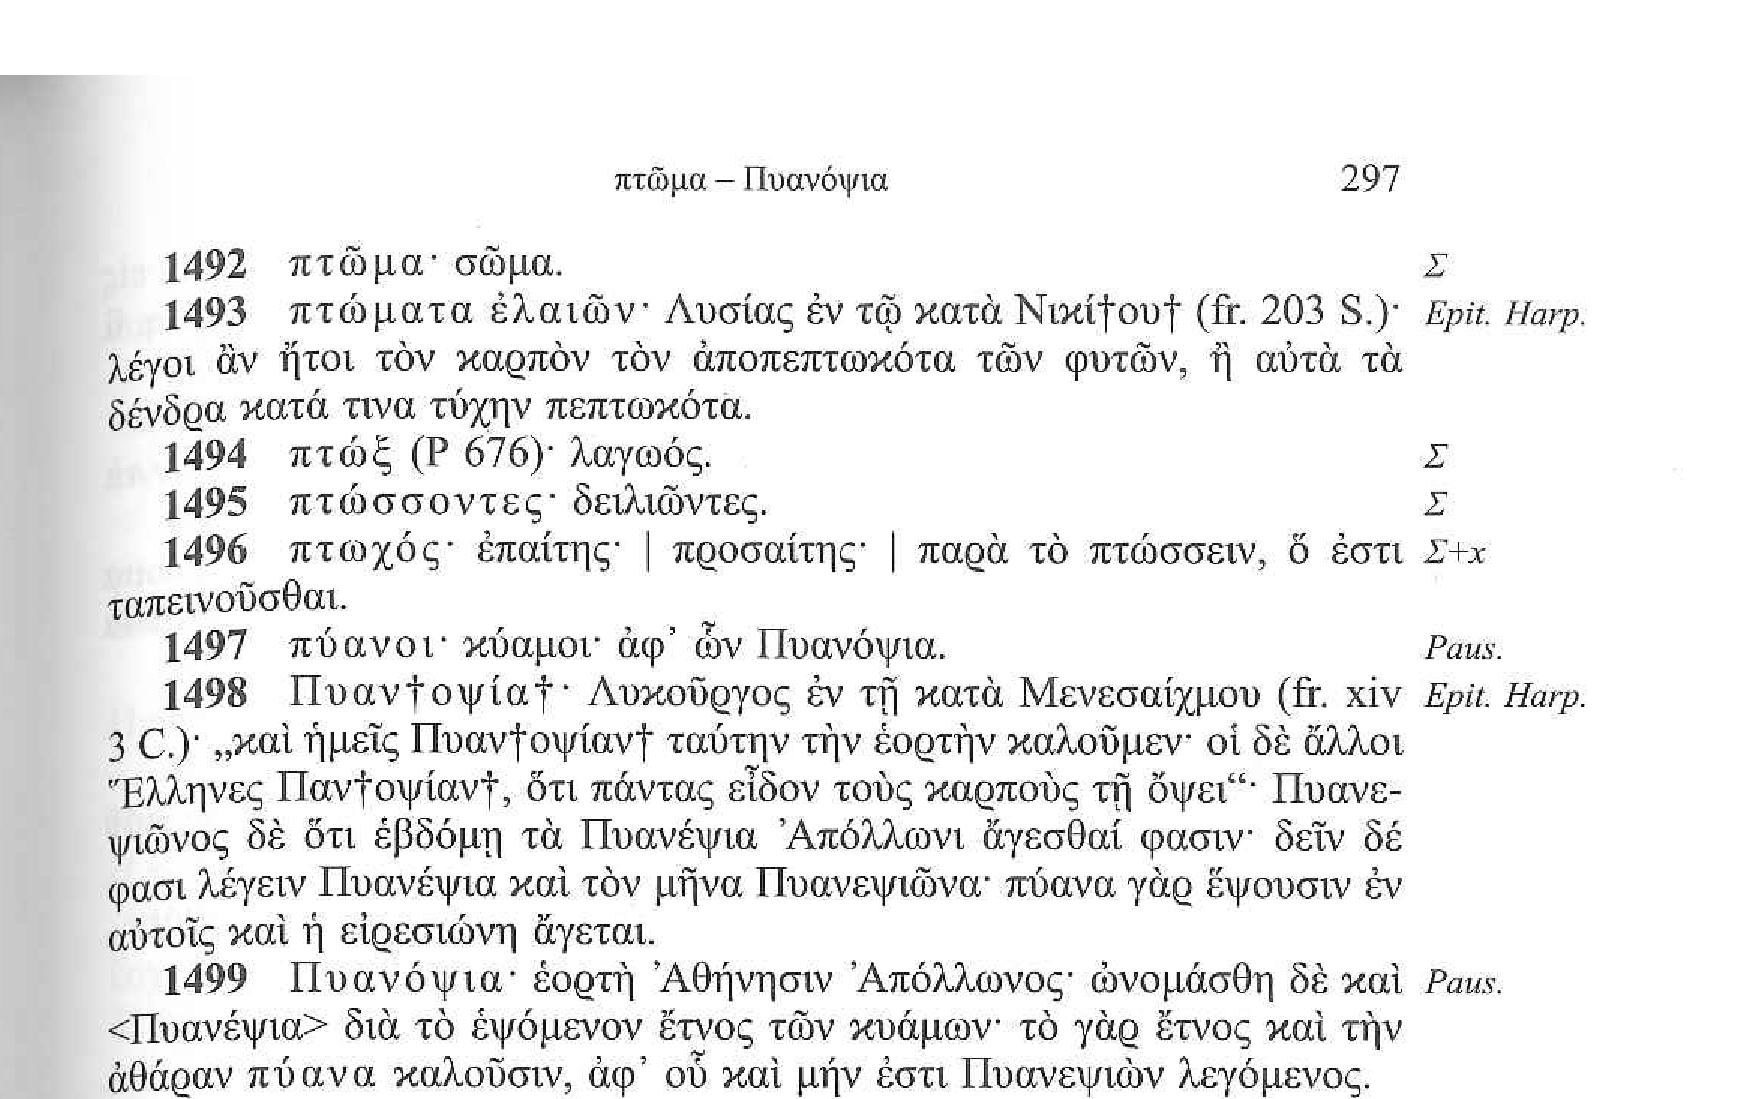 πτῶμα – Πυανόψια 297
1492 πτῶμα· σῶμα. Σ
1493 πτώματα ἐλαιῶν· Λυσίας ἐν τῷ κατὰ Νικί†ου† (fr. 203 S.)· Epit. Harp.
λέγοι ἂν ἤτοι τὸν καρπὸν τὸν ἀποπεπτωκότα τῶν φυτῶν, ἢ αὐτὰ τὰ
δένδρα κατά τινα τύχην πεπτωκότα.
1494 πτώξ (Ρ 676)· λαγωός. Σ
1495 πτώσσοντες· δειλιῶντες. Σ
1496 πτωχός· ἐπαίτης· | προσαίτης· | παρὰ τὸ πτώσσειν, ὅ ἐστι Σ+x
ταπεινοῦσθαι.
1497 πύανοι· κύαμοι· ἀφ’ ὧν Πυανόψια. Paus.
1498 Πυαν†οψία†· Λυκοῦργος ἐν τῇ κατὰ Μενεσαίχμου (fr. xiv Epit. Harp.
3 C.)· „καὶ ἡμεῖς Πυαν†οψίαν† ταύτην τὴν ἑορτὴν καλοῦμεν· οἱ δὲ ἄλλοι
Ἕλληνες Παν†οψίαν†, ὅτι πάντας εἶδον τοὺς καρποὺς τῇ ὄψει“· Πυανε-
ψιῶνος δὲ ὅτι ἑβδόμῃ τὰ Πυανέψια Ἀπόλλωνι ἄγεσθαί φασιν· δεῖν δέ
φασι λέγειν Πυανέψια καὶ τὸν μῆνα Πυανεψιῶνα· πύανα γὰρ ἕψουσιν ἐν
αὐτοῖς καὶ ἡ εἰρεσιώνη ἄγεται.
1499 Πυανόψια· ἑορτὴ Ἀθήνησιν Ἀπόλλωνος· ὠνομάσθη δὲ καὶ Paus.
<Πυανέψια> διὰ τὸ ἑψόμενον ἔτνος τῶν κυάμων· τὸ γὰρ ἔτνος καὶ τὴν
ἀθάραν πύανα καλοῦσιν, ἀφ’ οὗ καὶ μήν ἐστι Πυανεψιὼν λεγόμενος.